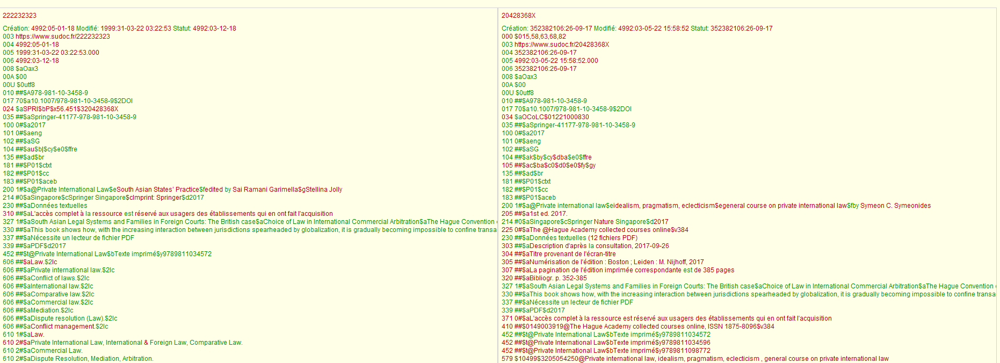 222232323
Création: 4992:05-01-18 Modifié: 1999:31-03-22 03:22:53 Statut: 4992:03-12-18
003 https://www.sudoc.fr/222232323
004 4992:05-01-18
005 1999:31-03-22 03:22:53.000
006 4992:03-12-18
008 $aOax3
00A $00
00U $0utf8
010 ##$A978-981-10-3458-9
017 70$a10.1007/978-981-10-3458-9$2DOI
024 $aSPRI$bP$x56.451$320428368X
035 ##$aSpringer-41177-978-981-10-3458-9
100 0#$a2017
101 0#$aeng
102 ##$aSG
104 ##$au$b|$cy$e0$ffre
135 ##$ad$br
181 ##$P01$ctxt
182 ##$P01$cc
183 ##$P01$aceb
200 1#$a@Private International Law$eSouth Asian States' Practice$fedited by Sai Ramani Garimella$gStellina Jolly
214 #0$aSingapore$cSpringer Singapore$cImprint: Springer$d2017
230 ##$aDonnées textuelles
310 ##$aL'accès complet à la ressource est réservé aux usagers des établissements qui en ont fait l'acquisition
327 1#$aSouth Asian Legal Systems and Families in Foreign Courts: The British case$aChoice of Law in International Commercial Arbitration$aThe Hague Convention
330 ##$aThis book shows how, with the increasing interaction between jurisdictions spearheaded by globalization, it is gradually becoming impossible to confine transa
337 ##$aNécessite un lecteur de fichier PDF
339 ##$aPDF$d2017
452 ##$t@Private International Law$bTexte imprimé$y9789811034572
606 ##$aLaw.$2lc
606 ##$aPrivate international law.$2lc
606 ##$aConflict of laws.$2lc
606 ##$aInternational law.$2lc
606 ##$aComparative law.$2lc
606 ##$aCommercial law.$2lc
606 ##$aMediation.$2lc
606 ##$aDispute resolution (Law).$2lc
606 ##$aConflict management.$2lc
610 1#$aLaw.
610 2#$aPrivate International Law, International & Foreign Law, Comparative Law.
610 2#$aCommercial Law.
610 2#$aDispute Resolution, Mediation, Arbitration.
20428368X
Création: 352382106:26-09-17 Modifié: 4992:03-05-22 15:58:52 Statut: 352382106:26-09-17
000 $015,58,63,68,82
003 https://www.sudoc.fr/20428368X
004 352382106:26-09-17
005 4992:03-05-22 15:58:52.000
006 352382106:26-09-17
008 $aOax3
00A $00
00U $0utf8
010 ##$A978-981-10-3458-9
017 70$a10.1007/978-981-10-3458-9$2DOI
034 $aOCoLC$01221000830
035 ##$aSpringer-41177-978-981-10-3458-9
100 0#$a2017
101 0#$aeng
102 ##$aSG
104 ##$ak$by$cy$dba$e0$ffre
105 ##$ac$ba$c0$d0$e0$fy$gy
135 ##$ad$br
181 ##$P01$ctxt
182 ##$P01$cc
183 ##$P01$aceb
200 1#$a@Private international law$eidealism, pragmatism, eclecticism$egeneral course on private international law$fby Symeon C. Symeonides
205 ##$a1st ed. 2017.
214 #0$aSingapore$cSpringer Nature Singapore$d2017
225 0#$aThe @Hague Academy collected courses online$v384
230 ##$aDonnées textuelles (12 fichiers PDF)
303 ##$aDescription d'après la consultation, 2017-09-26
304 ##$aTitre provenant de l'écran-titre
305 ##$aNumérisation de l'édition : Boston ; Leiden : M. Nijhoff, 2017
307 ##$aLa pagination de l'édition imprimée correspondante est de 385 pages
320 ##$aBibliogr. p. 352-385
327 1#$aSouth Asian Legal Systems and Families in Foreign Courts: The British case$aChoice of Law in International Commercial Arbitration$aThe Hague Convention
330 ##$aThis book shows how, with the increasing interaction between jurisdictions spearheaded by globalization, it is gradually becoming impossible to confine transa
337 ##$aNécessite un lecteur de fichier PDF
339 ##$aPDF$d2017
371 0#$aL'accès complet à la ressource est réservé aux usagers des établissements qui en ont fait l'acquisition
410 ##$0149003919@The Hague Academy collected courses online, ISSN 1875-8096$v384
452 ##$t@Private International Law$bTexte imprimé$y9789811034572
452 ##$t@Private International Law$bTexte imprimé$y9789811034596
452 ##$t@Private International Law$bTexte imprimé$y9789811098772
579 $10499$3205054250@Private international law, idealism, pragmatism, eclecticism , general course on private international law